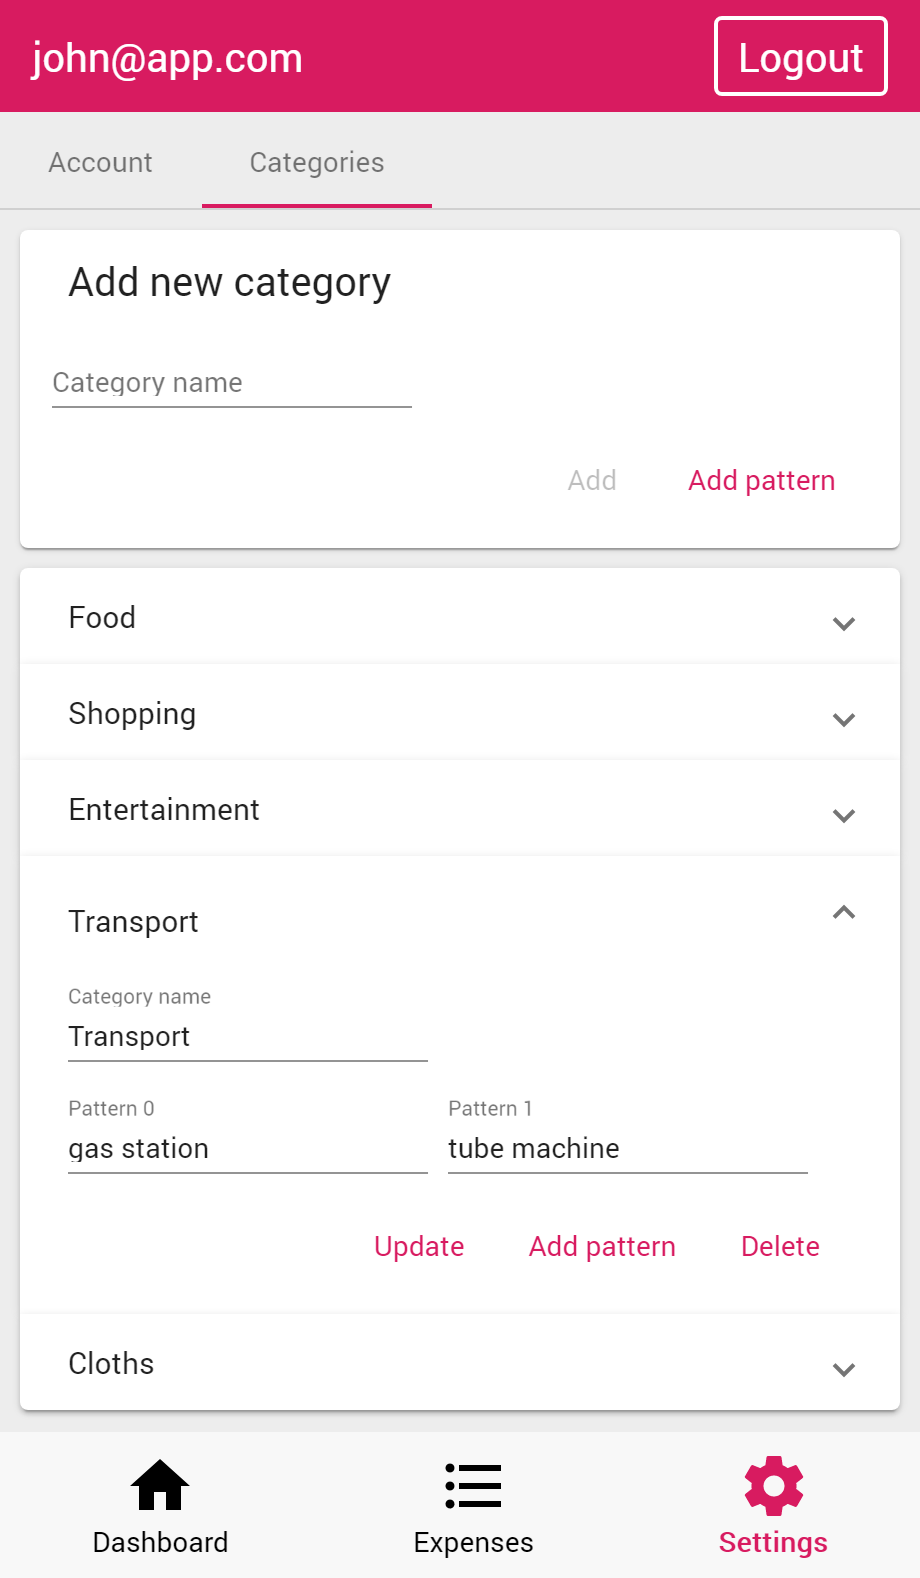 john@app.com
Logout
Account
Categories
Add new category
Category name
Add
Add pattern
Food
Shopping
Entertainment
Transport
Category name
Transport
Pattern 0
Pattern 1
gas station
tube machine
Update
Add pattern
Delete
Cloths
Dashboard
Expenses
Settings